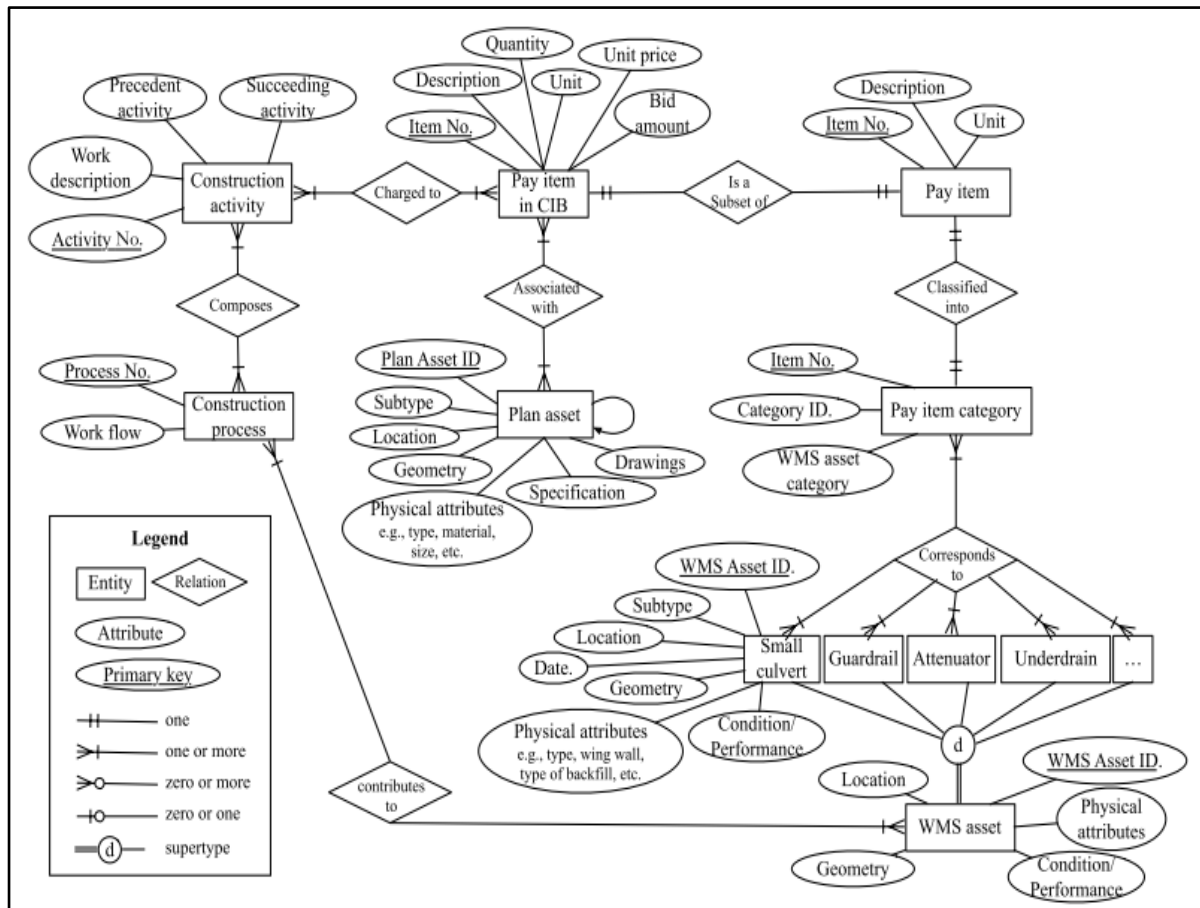 Quantity
Unit price
Description
Unit
Item No.
Bid
amount
Precedent
activity
Succeeding
activity
Work
description
Activity No.
Construction
activity
Charged to
Pay item
in CIB
Is a
Subset of
Description
Item No.
Unit
Pay item
Composes
Associated
with
Classified
into
Process No.
Work flow
Construction
process
Plan Asset ID
Subtype
Location
Geometry
Physical attributes
e.g., type, material,
size, etc.
Specification
Drawings
Plan asset
Item No.
Category ID.
WMS asset
category
Pay item category
Corresponds
to
WMS Asset ID.
Subtype
Location
Date.
Geometry
Physical attributes
e.g., type, wing wall,
type of backfill, etc.
Condition/
Performance
Small
culvert
Guardrail
Attenuator
Underdrain
...
d
contributes
to
Location
WMS Asset ID.
Physical
attributes
WMS asset
Geometry
Condition/
Performance
Legend
Entity
Relation
Attribute
Primary key
one
one or more
zero or more
zero or one
d
supertype